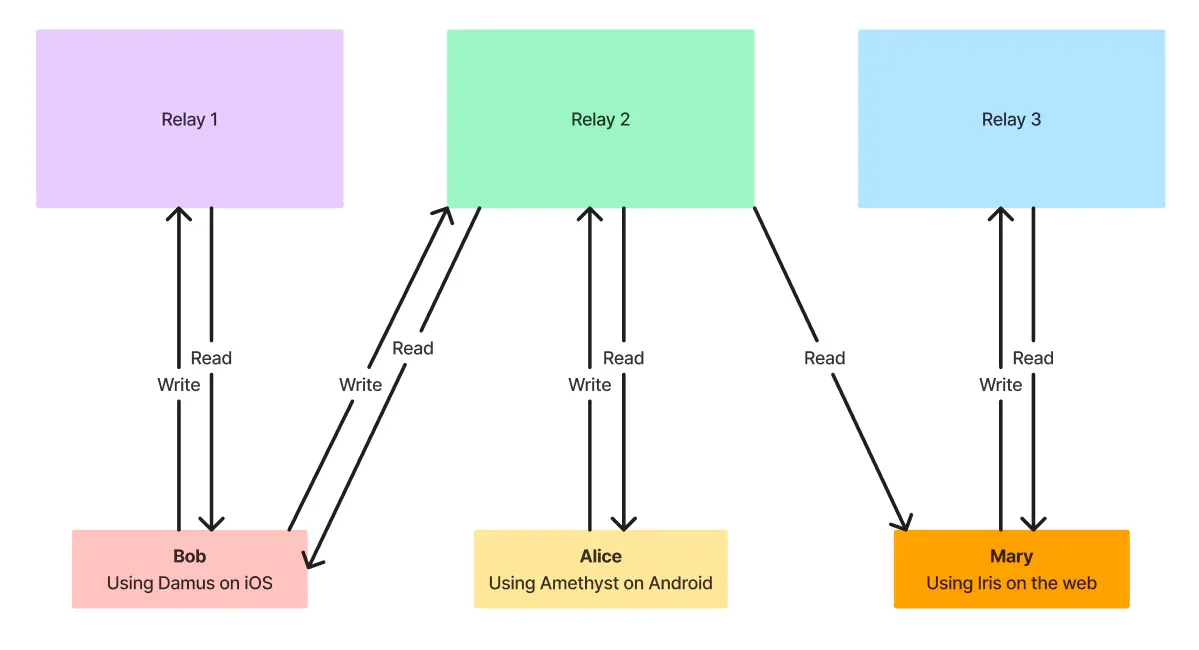 Relay 1
Relay 2
Relay 3
Read
Write
Read
Write
Read
Write
Read
Read
Write
Bob
Using Damus on iOS
Alice
Using Amethyst on Android
Mary
Using Iris on the web